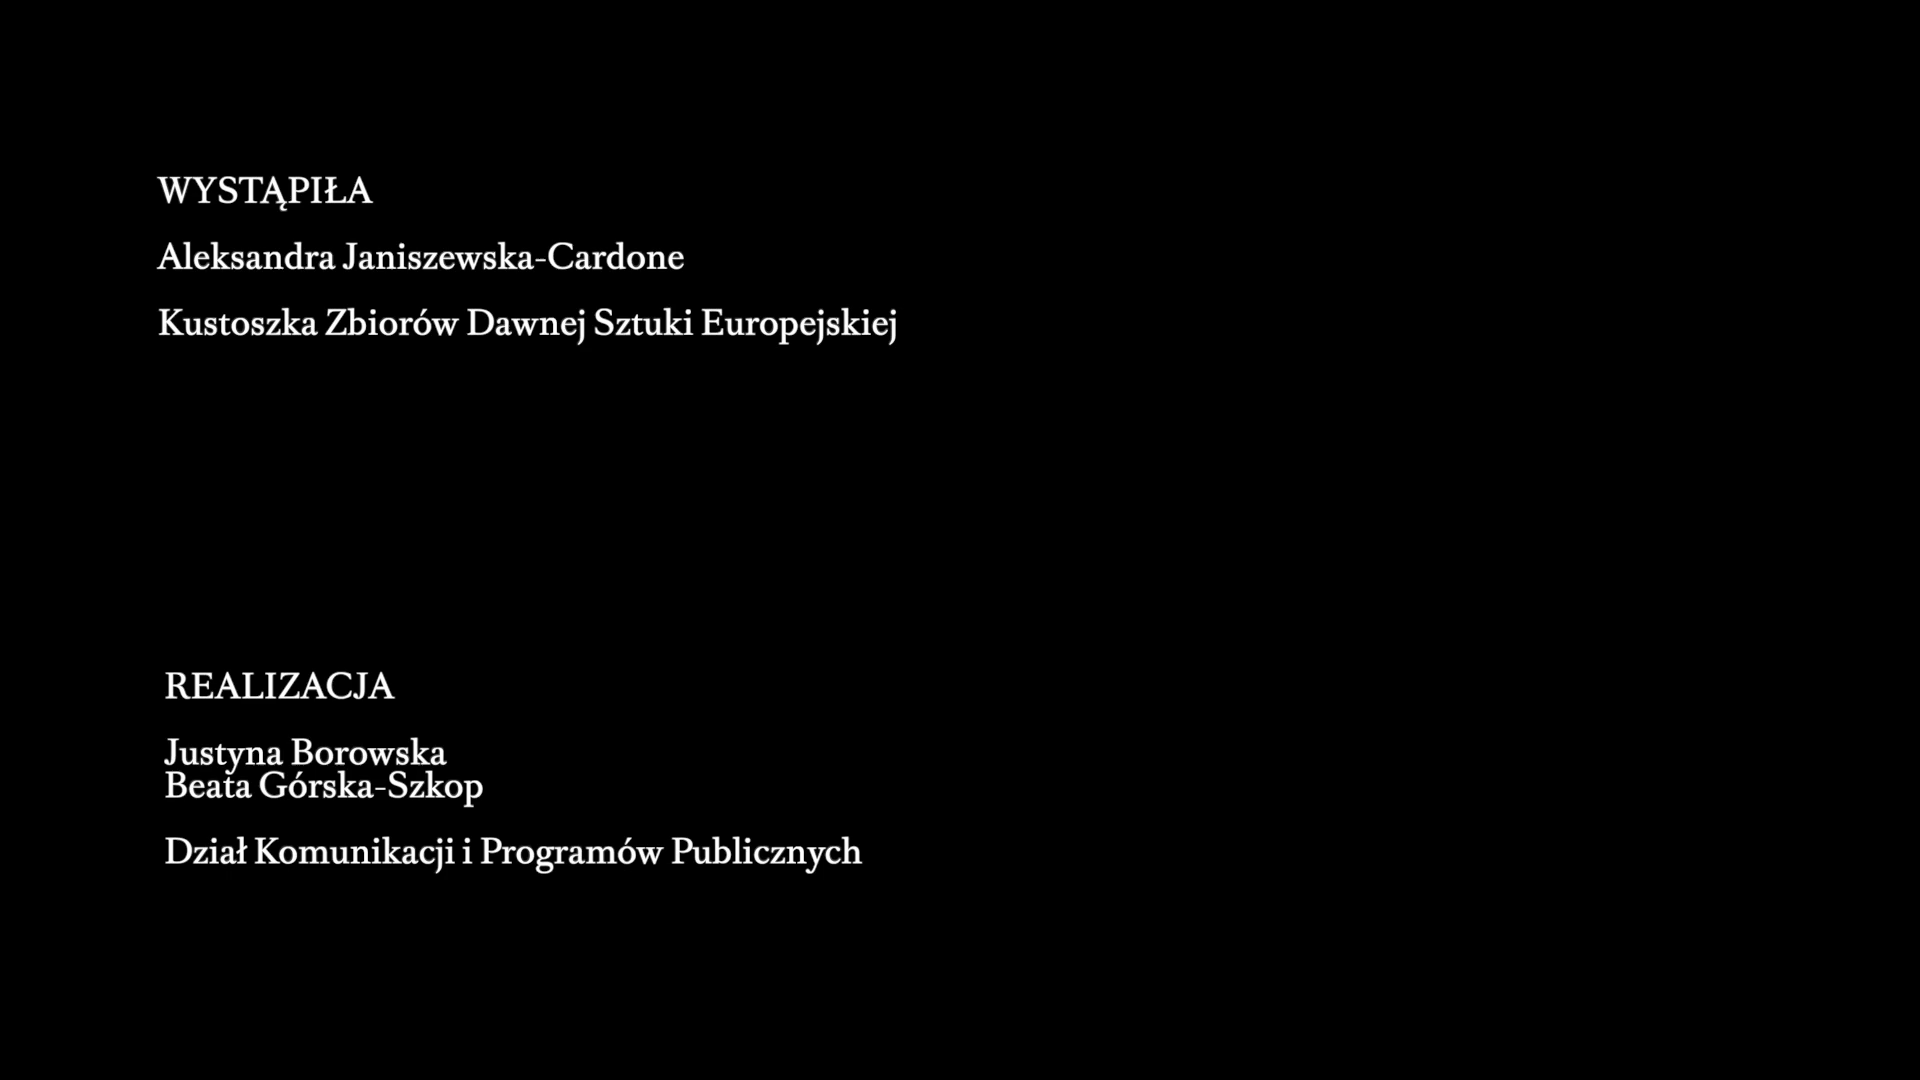 WYSTĄPIŁA
Aleksandra Janiszewska-Cardone
Kustoszka Zbiorów Dawnej Sztuki Europejskiej
REALIZACJA
Justyna Borowska
Beata Górska-Szkop
Dział Komunikacji i Programów Publicznych